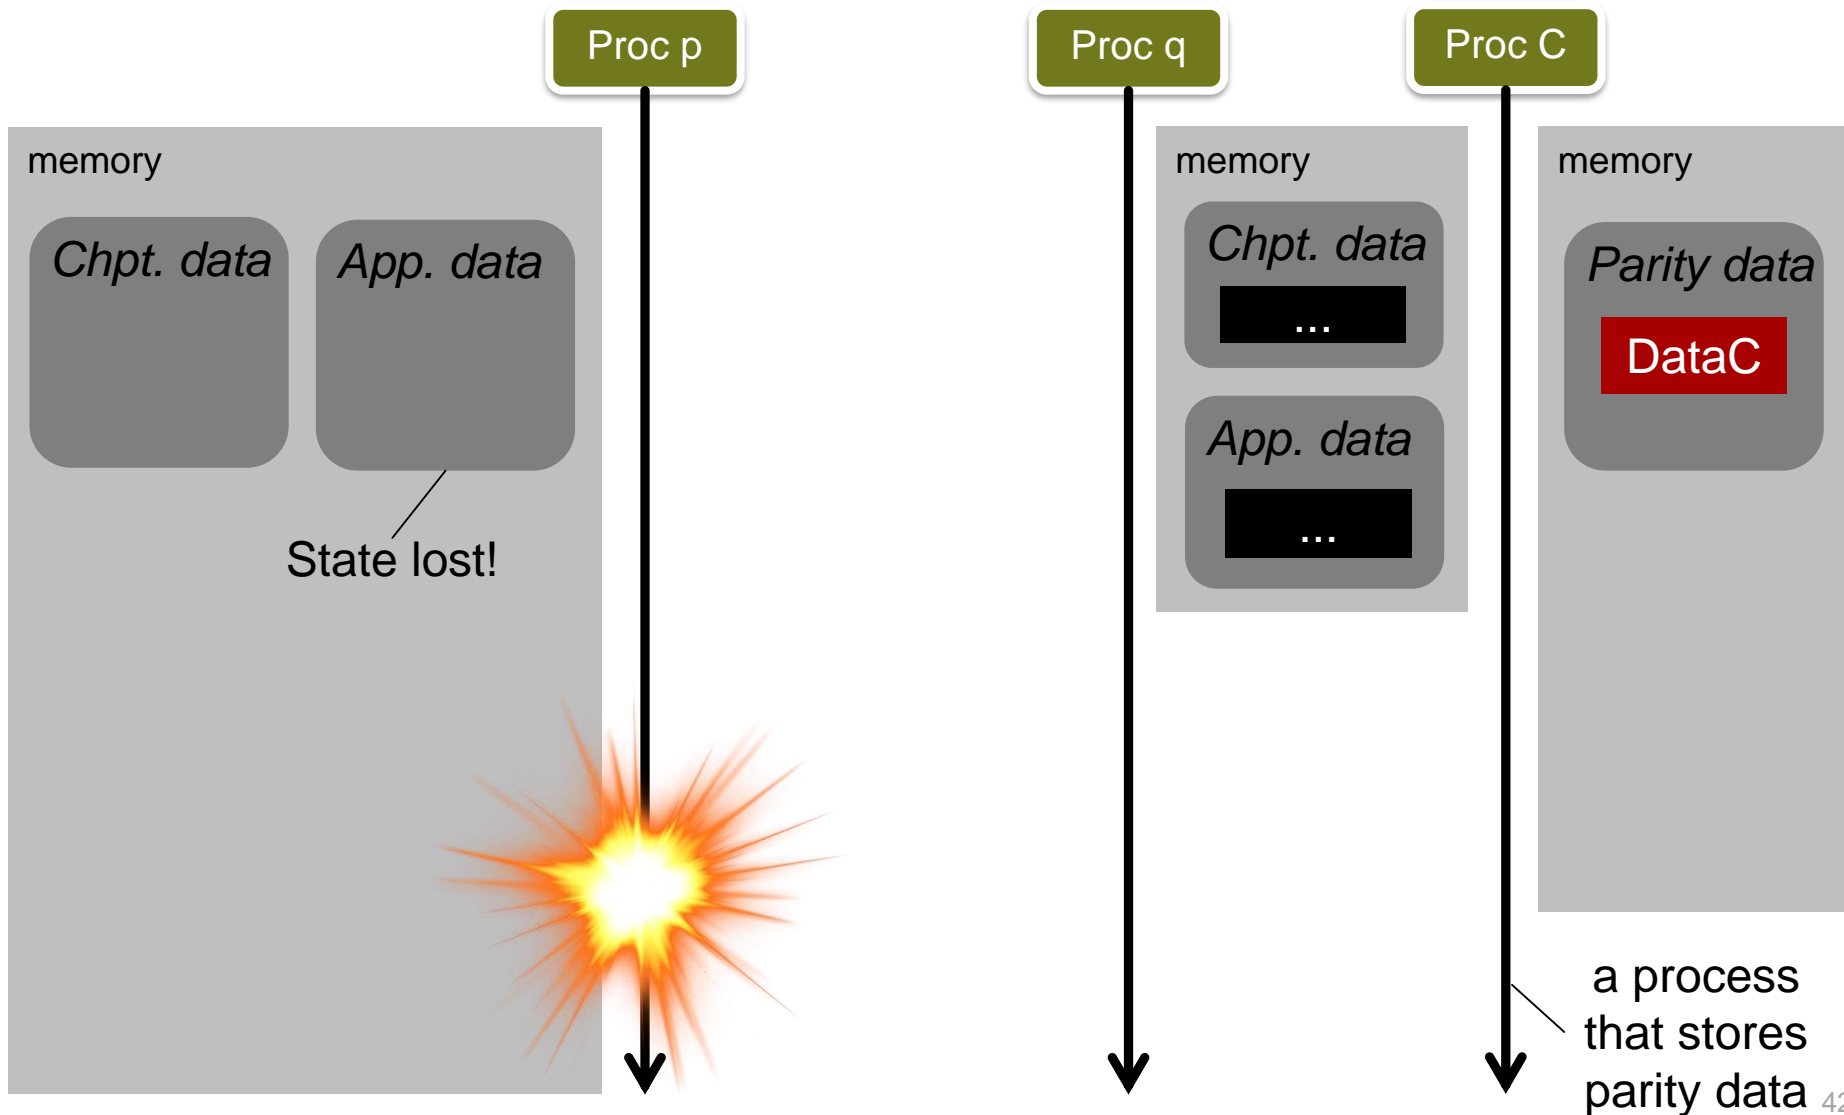 Proc p
Proc q
Proc C
memory
Chpt. data
App. data
State lost!
memory
Chpt. data
...
App. data
...
memory
Parity data
DataC
a process
that stores
parity data